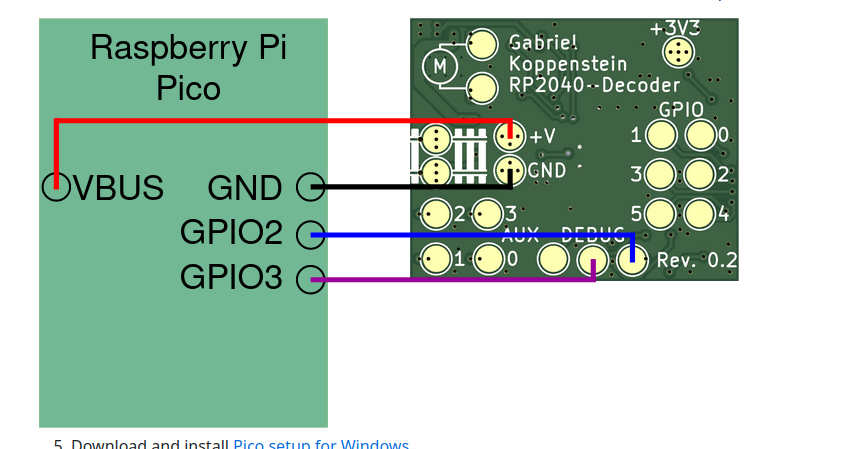 Raspberry Pi
Pico
VBUS
GND
GPIO2
GPIO3
M
Gabriel
Koppenstein
RP2040-Decoder
+3V3
GPIO
1
0
3
2
5
4
+V
GND
2
3
AUX
DEBUG
1
0
Rev. 0.2
5. Download and install Pico setup for Windows